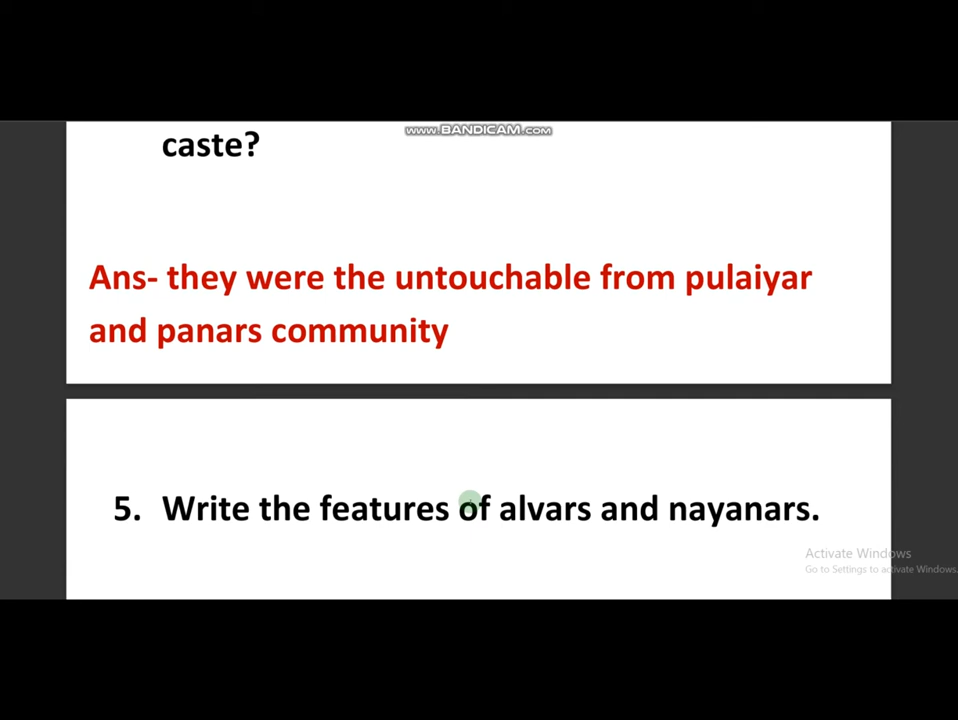 www.BANDICAM.com
caste?
Ans- they were the untouchable from pulaiyar
and panars community
5. Write the features of alvars and nayanars.
Activate Windows
Go to Settings to activate Windows.